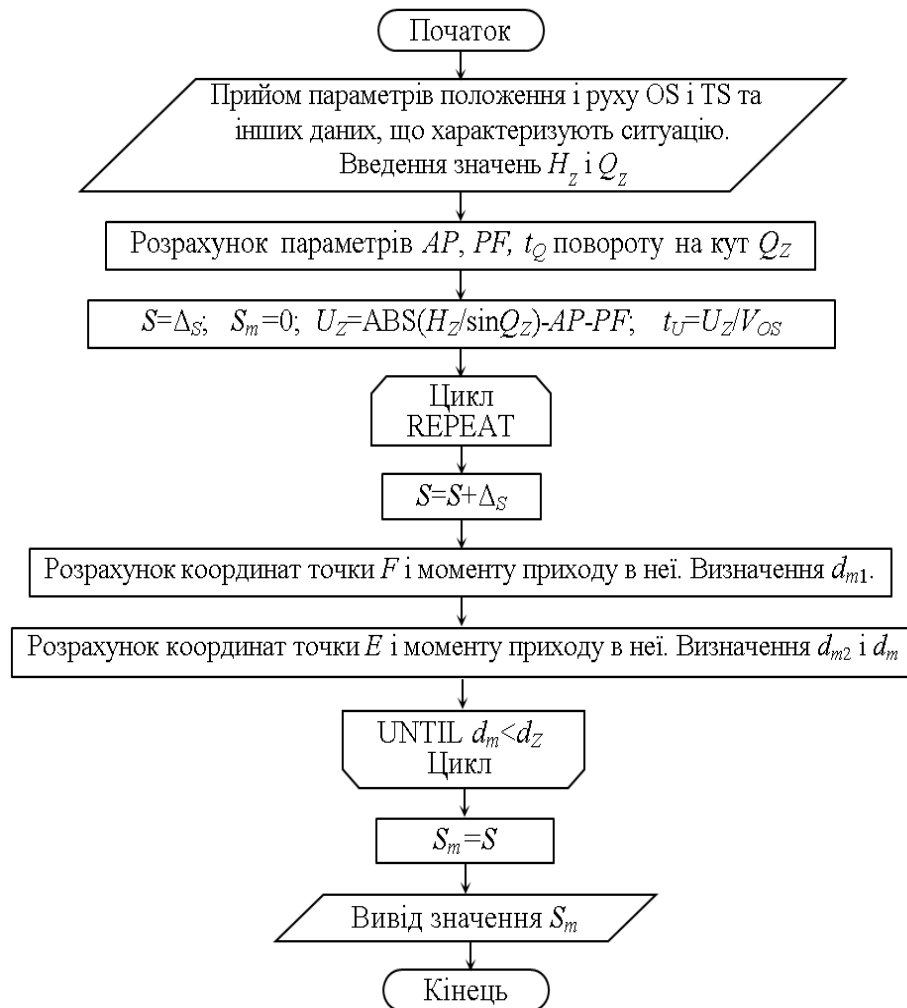 Початок
Прийом параметрів положення і руху OS і TS та
інших даних, що характеризують ситуацію.
Введення значень H_Z і Q_Z
Розрахунок параметрів AP, PF, t_Q повороту на кут Q_Z
S=Δ_S; S_m=0; U_Z=ABS(H_Z/sinQ_Z)-AP-PF; t_U=U_Z/V_OS
Цикл
REPEAT
S=S+Δ_S
Розрахунок координат точки F і моменту приходу в неї. Визначення d_m1.
Розрахунок координат точки E і моменту приходу в неї. Визначення d_m2 і d_m
UNTIL d_m<d_Z
Цикл
S_m=S
Вивід значення S_m
Кінець